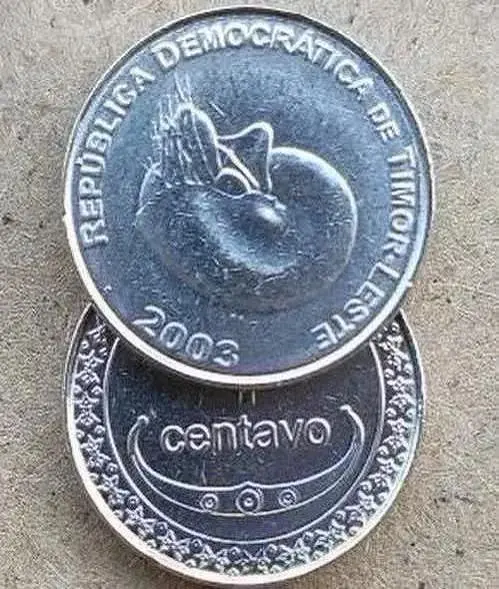 REPÚBLICA DEMOCRÁTICA DE TIMOR-LESTE
2003
centavo